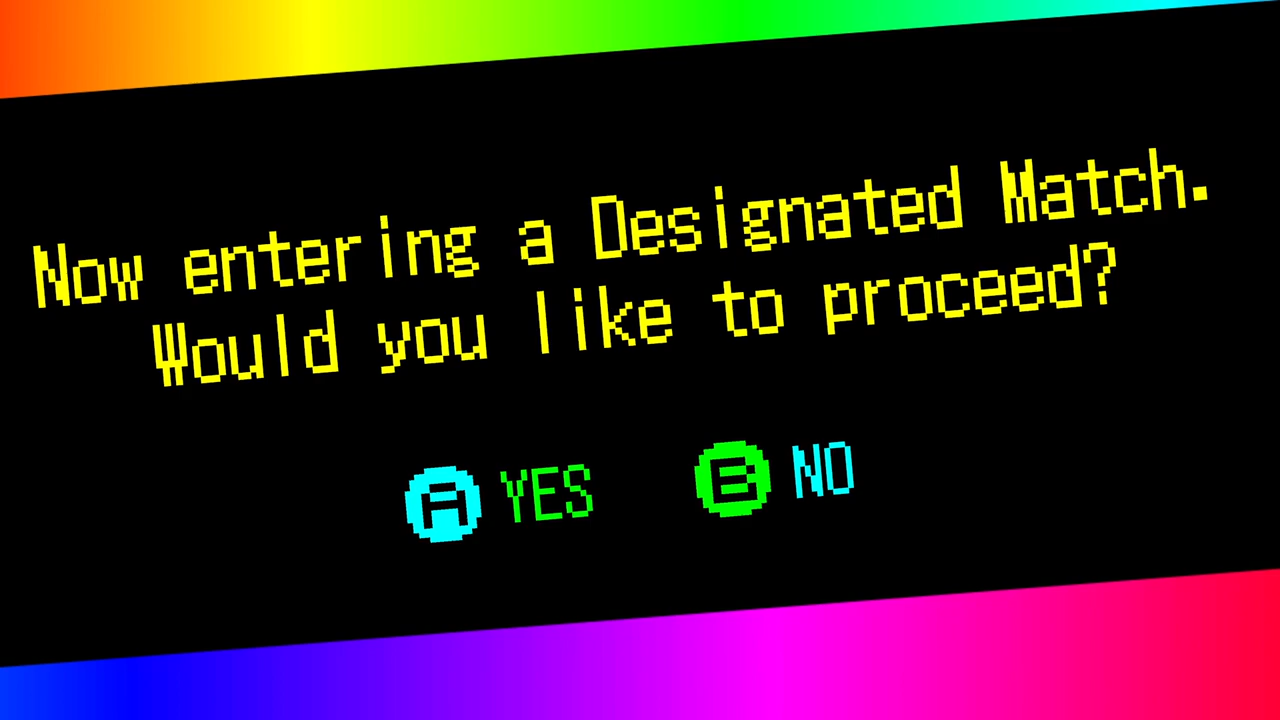 Now entering a Designated Match.
Would you like to proceed?
A YES B NO